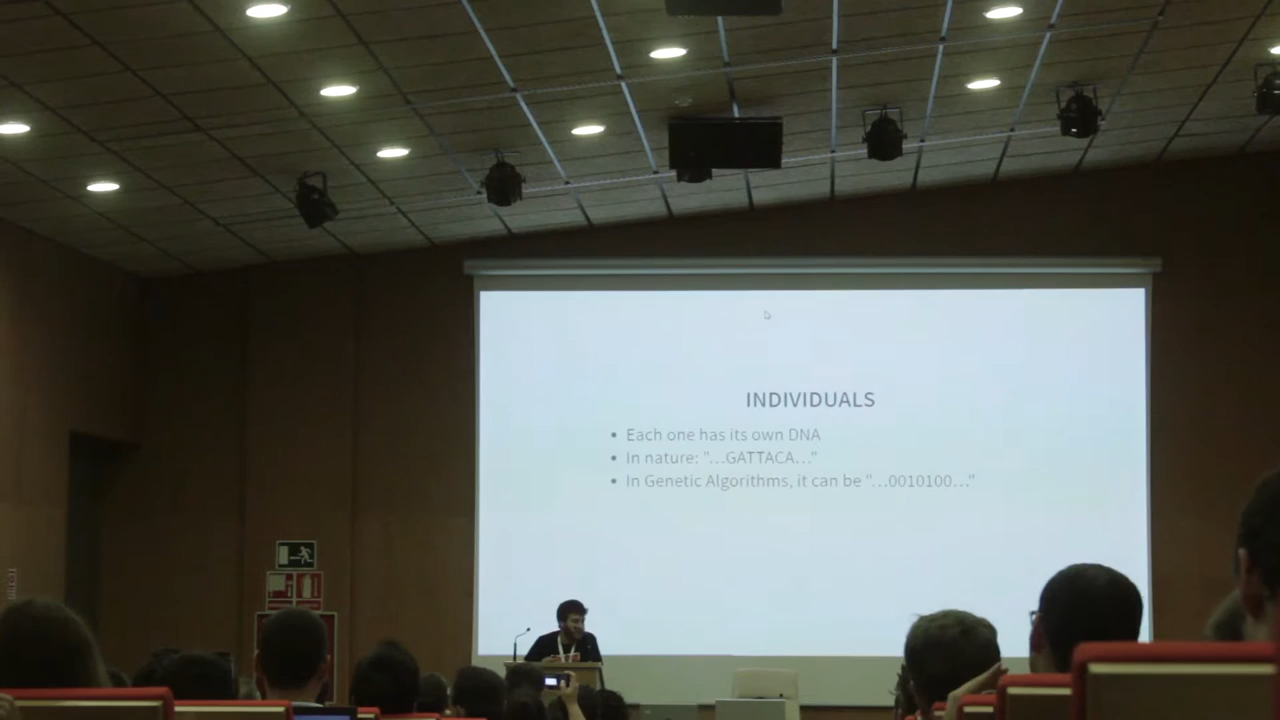 INDIVIDUALS
• Each one has its own DNA
• In nature: "...GATTACA..."
• In Genetic Algorithms, it can be "...0010100..."